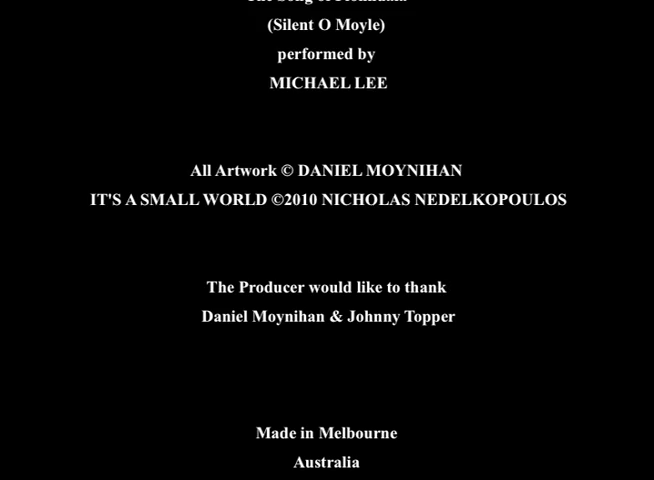 (Silent O Moyle)
performed by
MICHAEL LEE
All Artwork © DANIEL MOYNIHAN
IT'S A SMALL WORLD ©2010 NICHOLAS NEDELKOPOULOS
The Producer would like to thank
Daniel Moynihan & Johnny Topper
Made in Melbourne
Australia